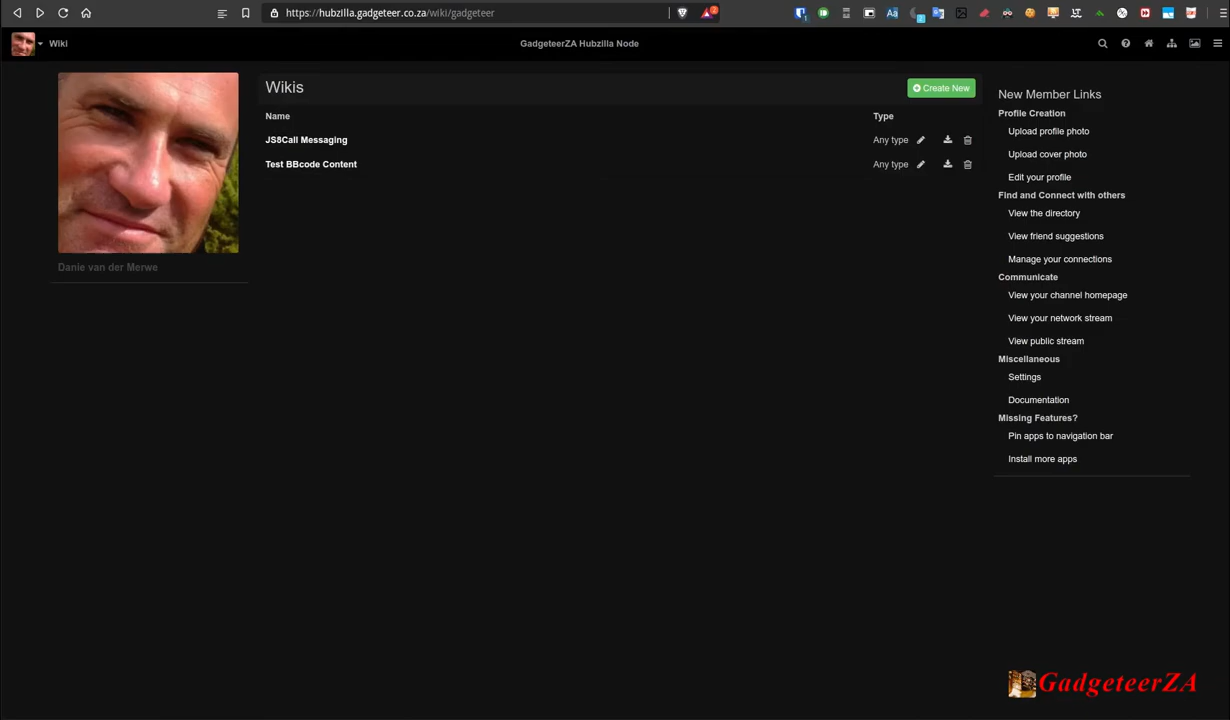 https://hubzilla.gadgeteer.co.za/wiki/gadgeteer
Wiki
GadgeteerZA Hubzilla Node
Danie van der Merwe
Wikis
Create New
Name
Type
JS8Call Messaging
Any type
Test BBcode Content
Any type
New Member Links
Profile Creation
Upload profile photo
Upload cover photo
Edit your profile
Find and Connect with others
View the directory
View friend suggestions
Manage your connections
Communicate
View your channel homepage
View your network stream
View public stream
Miscellaneous
Settings
Documentation
Missing Features?
Pin apps to navigation bar
Install more apps
GadgeteerZA